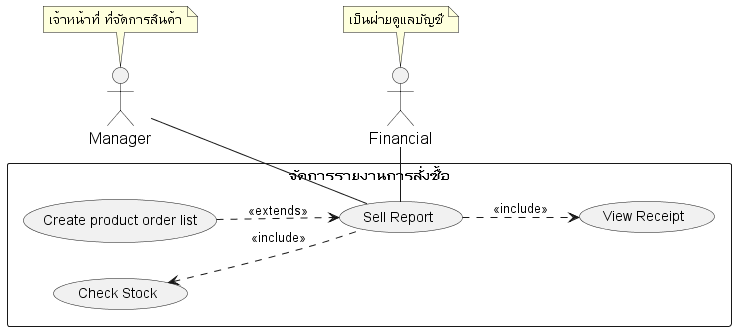 เจ้าหน้าที่ ที่จัดการสินค้า
เป็นฝ่ายดูแลบัญชี
Manager
Financial
จัดการรายงานการสั่งซื้อ
Create product order list
«extends»
Sell Report
«include»
View Receipt
«include»
Check Stock